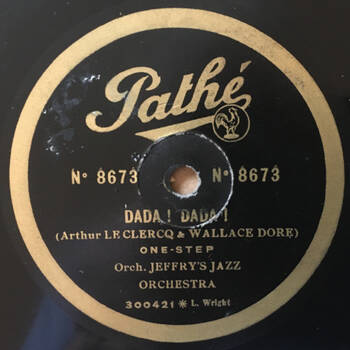 Pathé
N° 8673 N° 8673
DADA! DADA!
(Arthur LE CLERCQ & WALLACE DORE)
ONE-STEP
Orch. JEFFRY'S JAZZ
ORCHESTRA
300421 * L. Wright